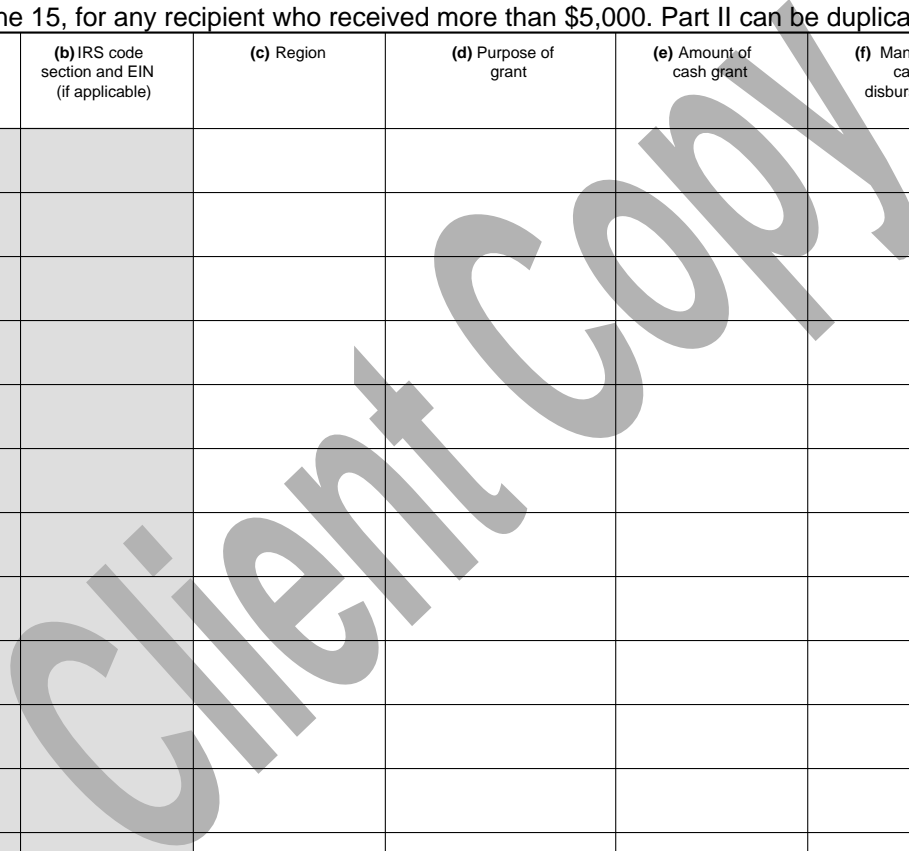 ne 15, for any recipient who received more than $5,000. Part II can be duplica
(b) IRS code
section and EIN
(if applicable)
(c) Region
(d) Purpose of
grant
(e) Amount of
cash grant
(f) Man
ca
disbur
Client Copy